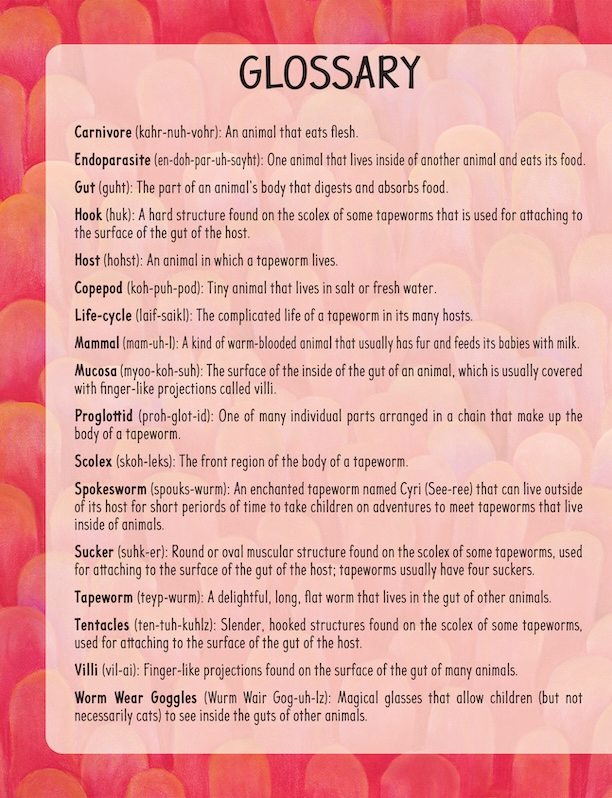 GLOSSARY
Carnivore (kahr-nuh-vohr): An animal that eats flesh.
Endoparasite (en-doh-par-uh-sayht): One animal that lives inside of another animal and eats its food.
Gut (guht): The part of an animal's body that digests and absorbs food.
Hook (huk): A hard structure found on the scolex of some tapeworms that is used for attaching to
the surface of the gut of the host.
Host (hohst): An animal in which a tapeworm lives.
Copepod (koh-puh-pod): Tiny animal that lives in salt or fresh water.
Life-cycle (laif-saikl): The complicated life of a tapeworm in its many hosts.
Mammal (mam-uh-l): A kind of warm-blooded animal that usually has fur and feeds its babies with milk.
Mucosa (myoo-koh-suh): The surface of the inside of the gut of an animal, which is usually covered
with finger-like projections called villi.
Proglottid (proh-glot-id): One of many individual parts arranged in a chain that make up the
body of a tapeworm.
Scolex (skoh-leks): The front region of the body of a tapeworm.
Spokesworm (spouks-wurm): An enchanted tapeworm named Cyri (See-ree) that can live outside
of its host for short periords of time to take children on adventures to meet tapeworms that live
inside of animals.
Sucker (suhk-er): Round or oval muscular structure found on the scolex of some tapeworms, used
for attaching to the surface of the gut of the host; tapeworms usually have four suckers.
Tapeworm (teyp-wurm): A delightful, long, flat worm that lives in the gut of other animals.
Tentacles (ten-tuh-kuhlz): Slender, hooked structures found on the scolex of some tapeworms,
used for attaching to the surface of the gut of the host.
Villi (vil-ai): Finger-like projections found on the surface of the gut of many animals.
Worm Wear Goggles (Wurm Wair Gog-uh-lz): Magical glasses that allow children (but not
necessarily cats) to see inside the guts of other animals.